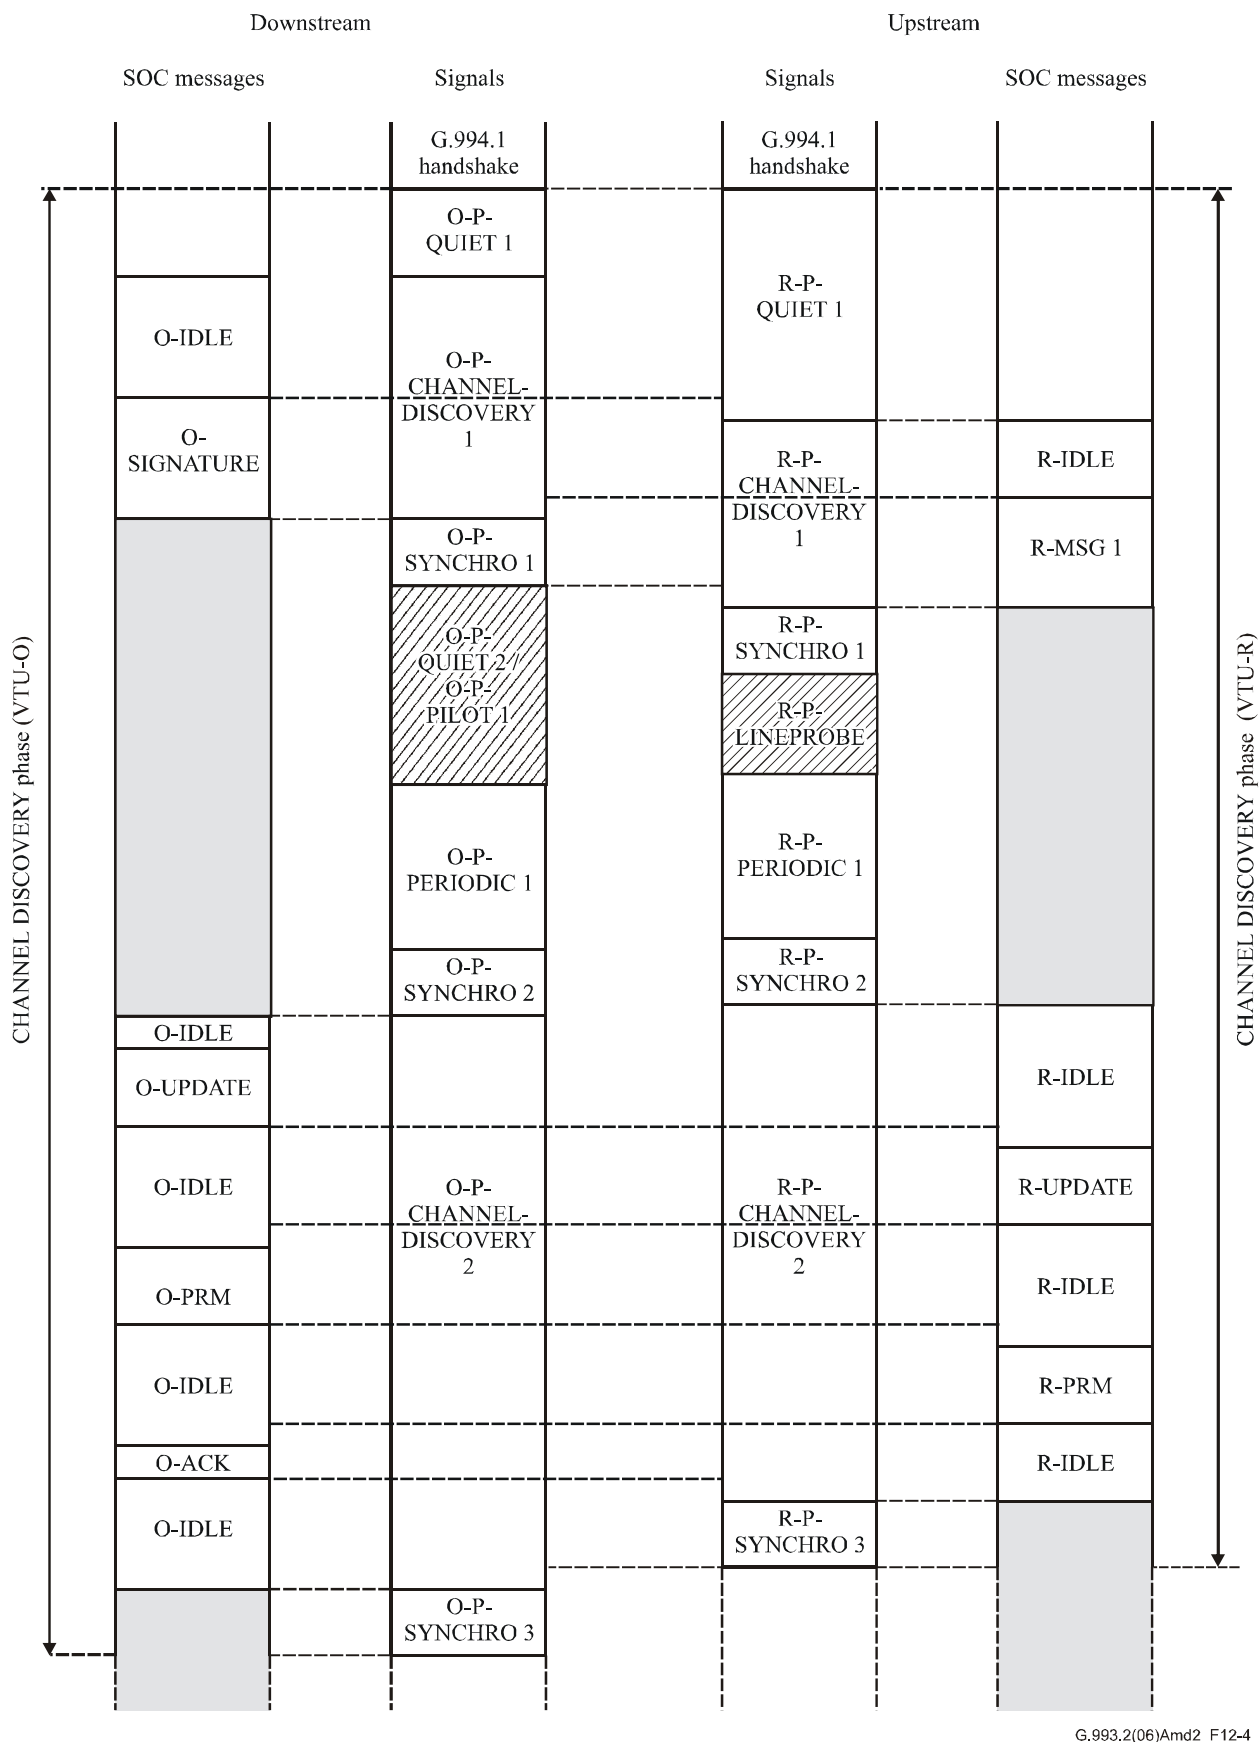 Downstream
Upstream
SOC messages
Signals
Signals
SOC messages
G.994.1
handshake
G.994.1
handshake
O-P-
QUIET 1
R-P-
QUIET 1
O-IDLE
O-P-
CHANNEL-
DISCOVERY
1
O-
SIGNATURE
R-P-
CHANNEL-
DISCOVERY
1
R-IDLE
R-MSG 1
O-P-
SYNCHRO 1
R-P-
SYNCHRO 1
O-P-
QUIET 2 /
O-P-
PILOT 1
R-P-
LINEPROBE
CHANNEL DISCOVERY phase (VTU-O)
CHANNEL DISCOVERY phase (VTU-R)
O-P-
PERIODIC 1
R-P-
PERIODIC 1
O-P-
SYNCHRO 2
R-P-
SYNCHRO 2
O-IDLE
O-UPDATE
R-IDLE
O-IDLE
O-P-
CHANNEL-
DISCOVERY
2
R-P-
CHANNEL-
DISCOVERY
2
R-UPDATE
O-PRM
R-IDLE
O-IDLE
R-PRM
O-ACK
R-IDLE
O-IDLE
R-P-
SYNCHRO 3
O-P-
SYNCHRO 3
G.993.2(06)Amd2_F12-4